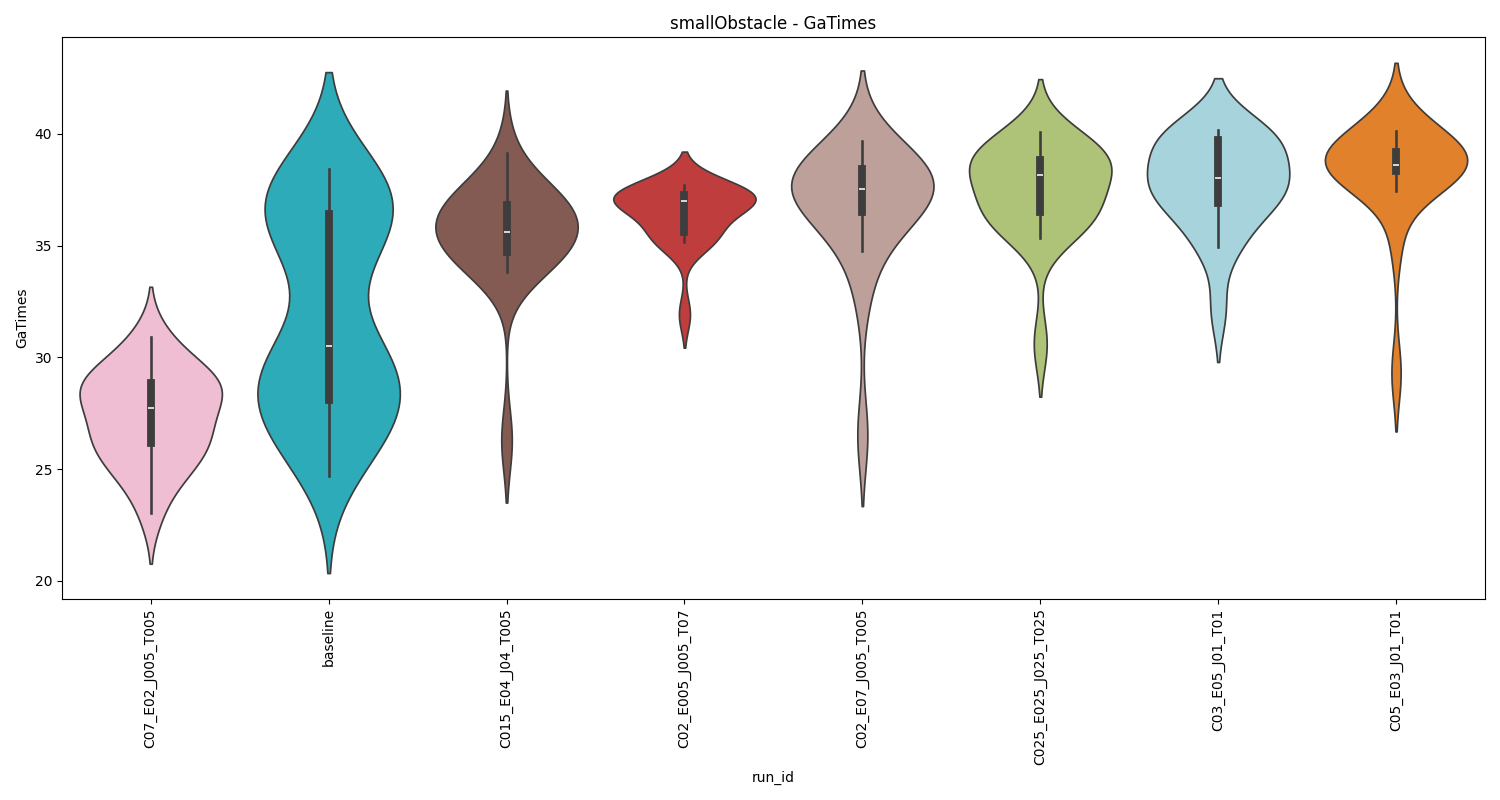 smallObstacle - GaTimes
GaTimes
40
35
30
25
20
C07_E02_J005_T005
baseline
C015_E04_J04_T005
C02_E005_J005_T07
C02_E07_J005_T005
C025_E025_J025_T025
C03_E05_J01_T01
C05_E03_J01_T01
run_id